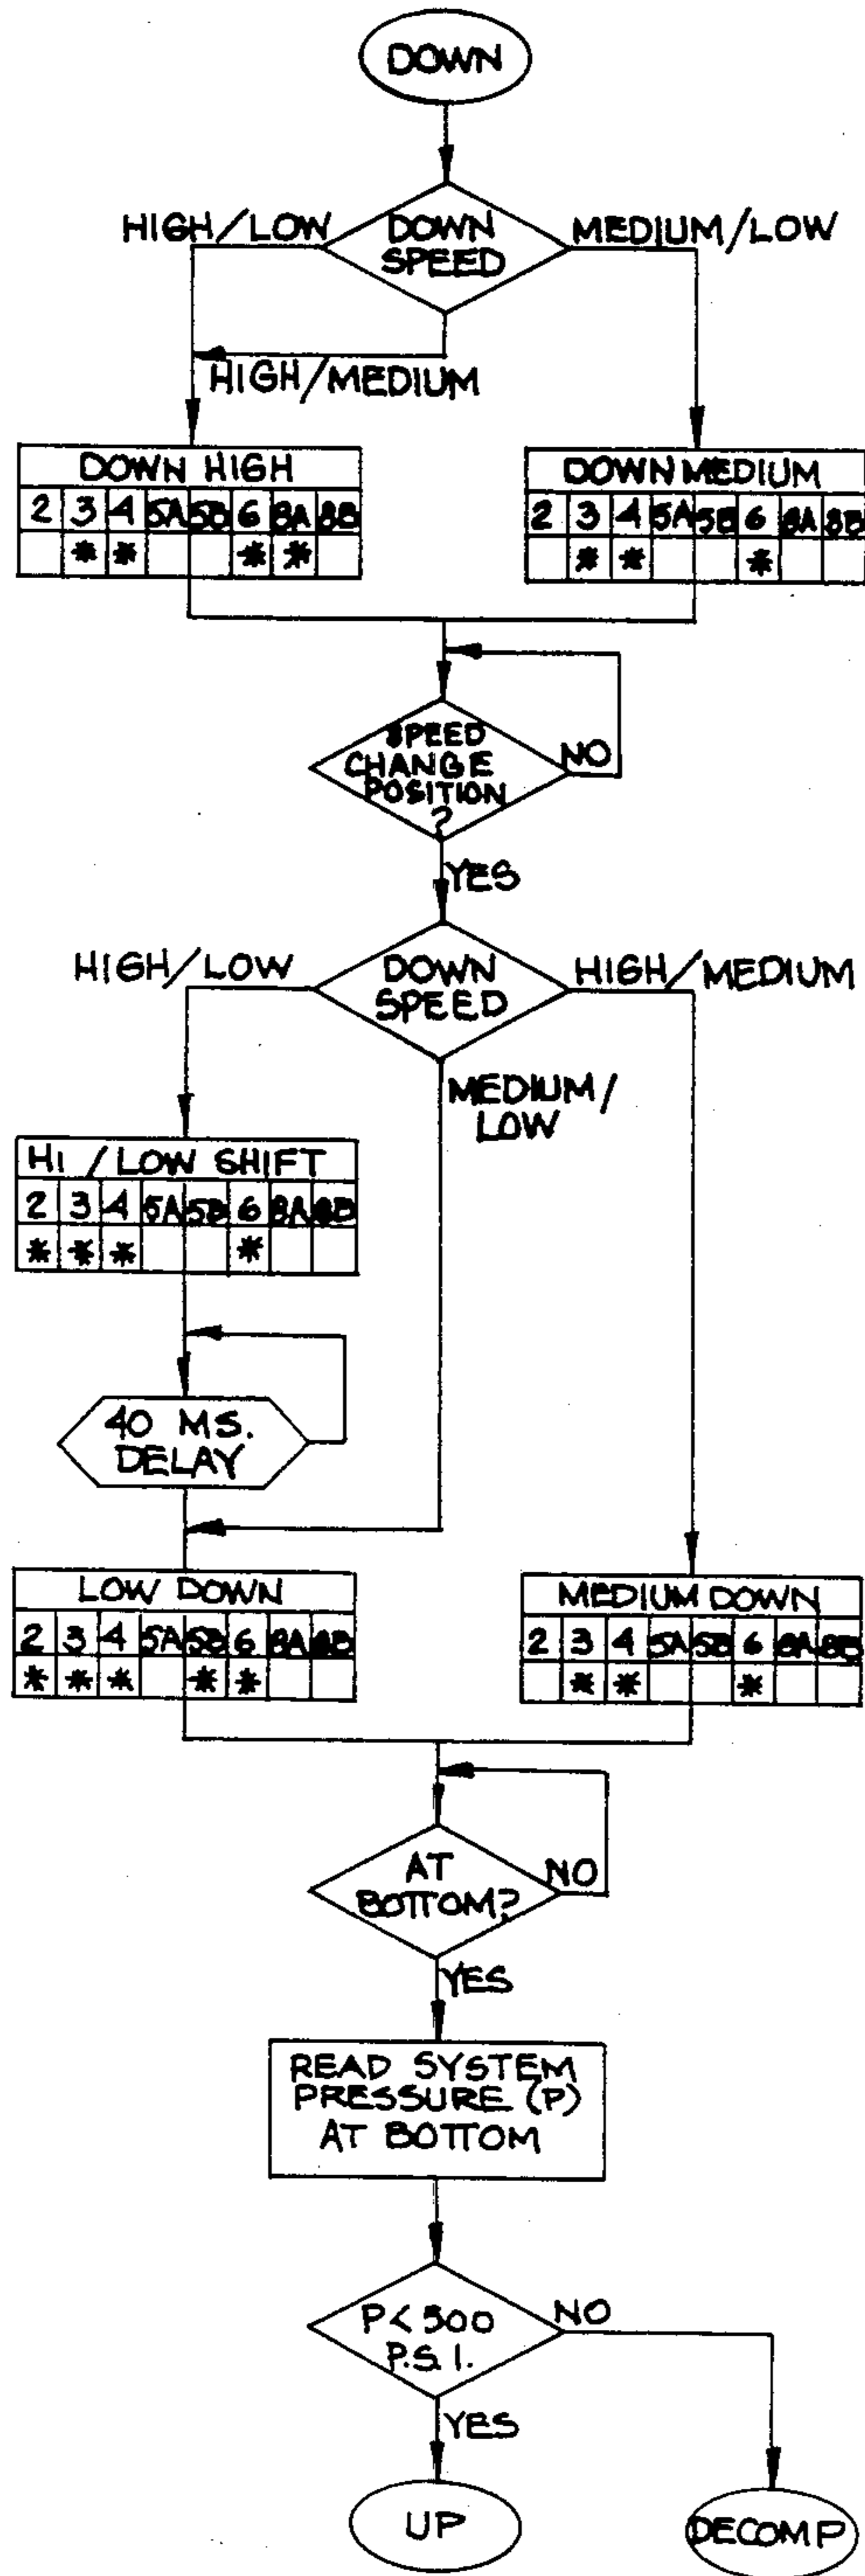 DOWN
HIGH/LOW
DOWN
SPEED
MEDIUM/LOW
HIGH/MEDIUM
DOWN HIGH
2 3 4 5A 5B 6 8A 8B
* * * *
DOWN MEDIUM
2 3 4 5A 5B 6 8A 8B
* * *
SPEED
CHANGE
POSITION
?
NO
YES
HIGH/LOW
DOWN
SPEED
HIGH/MEDIUM
MEDIUM/
LOW
HI / LOW SHIFT
2 3 4 5A 5B 6 8A 8B
* * * *
40 MS.
DELAY
LOW DOWN
2 3 4 5A 5B 6 8A 8B
* * * * *
MEDIUM DOWN
2 3 4 5A 5B 6 8A 8B
* * *
AT
BOTTOM?
NO
YES
READ SYSTEM
PRESSURE (P)
AT BOTTOM
P < 500
P.S.I.
NO
YES
UP
DECOMP